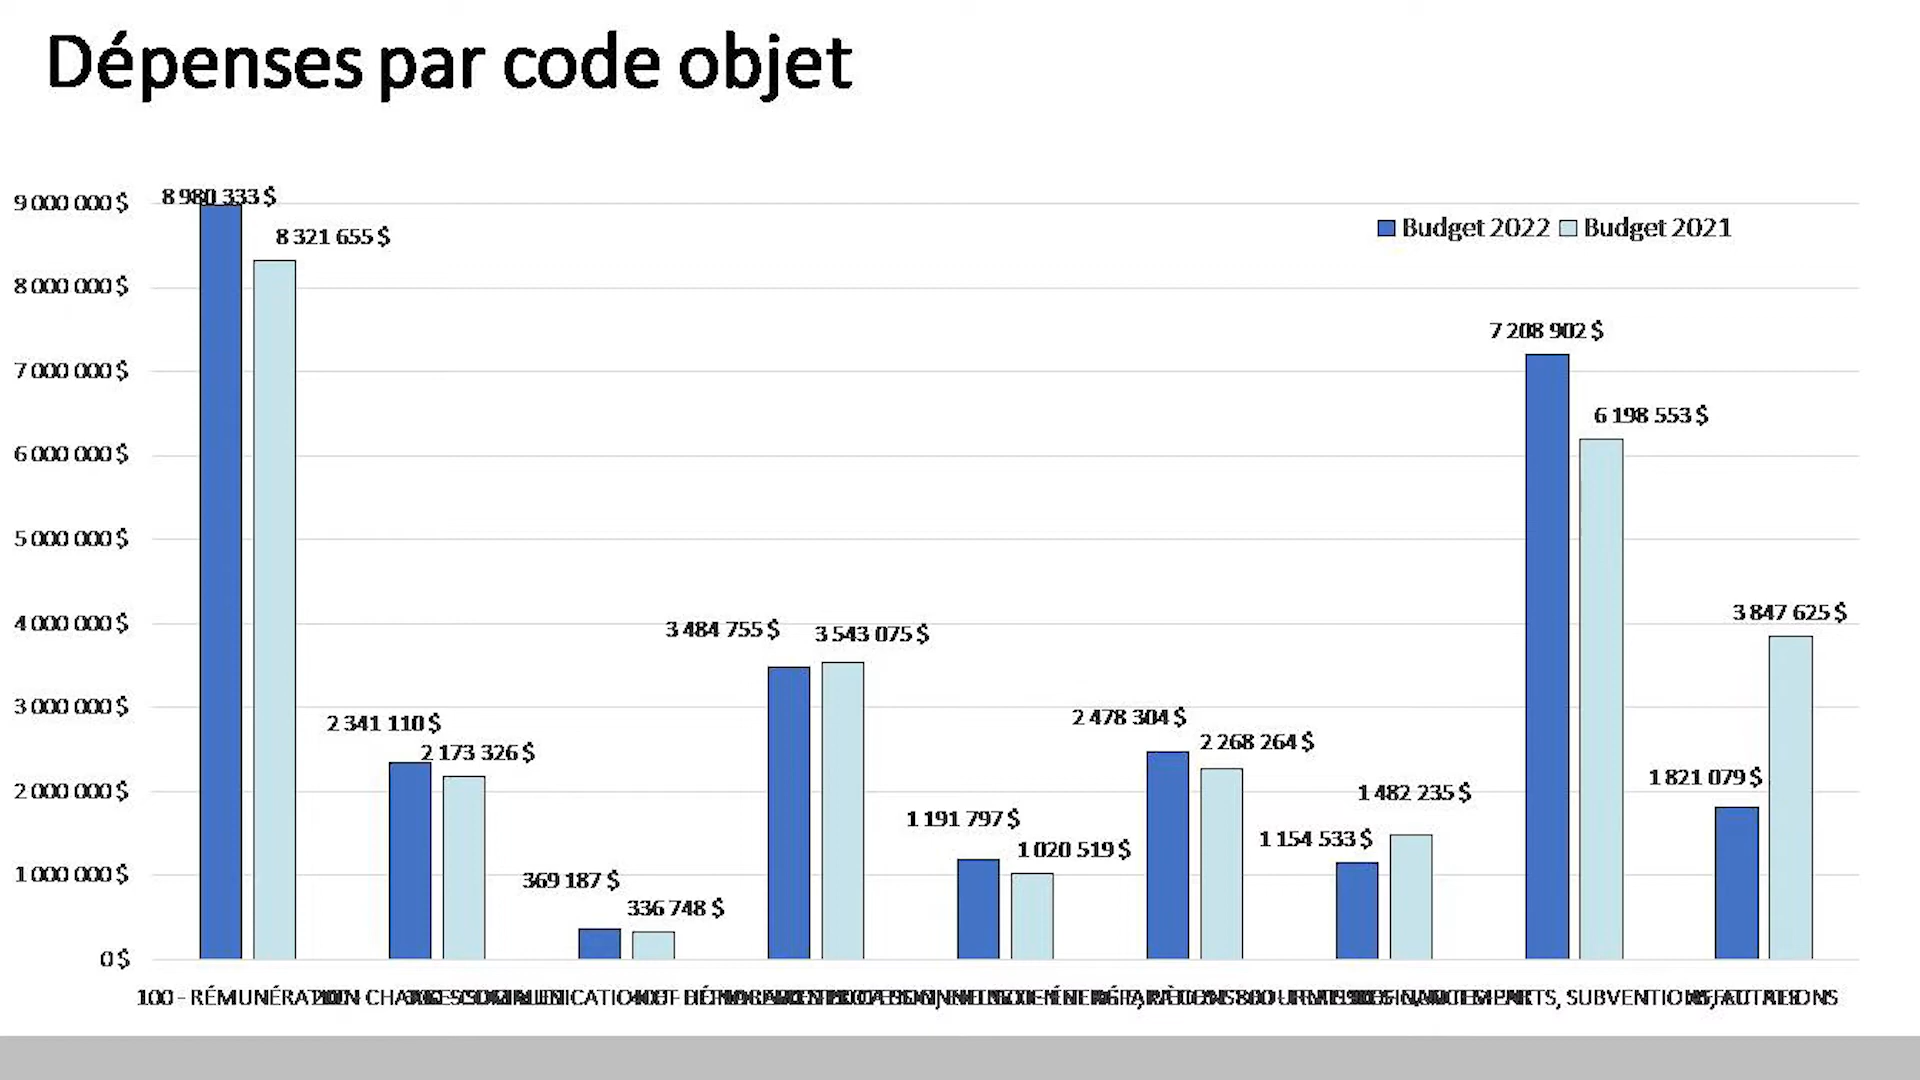 Dépenses par code objet
9 000 000 $
8 000 000 $
7 000 000 $
6 000 000 $
5 000 000 $
4 000 000 $
3 000 000 $
2 000 000 $
1 000 000 $
0 $
Budget 2022
Budget 2021
8 980 333 $
8 321 655 $
2 341 110 $
2 173 326 $
369 187 $
336 748 $
3 484 755 $
3 543 075 $
1 191 797 $
1 020 519 $
2 478 304 $
2 268 264 $
1 154 533 $
1 482 235 $
7 208 902 $
6 198 553 $
1 821 079 $
3 847 625 $
100 - RÉMUNÉRATION